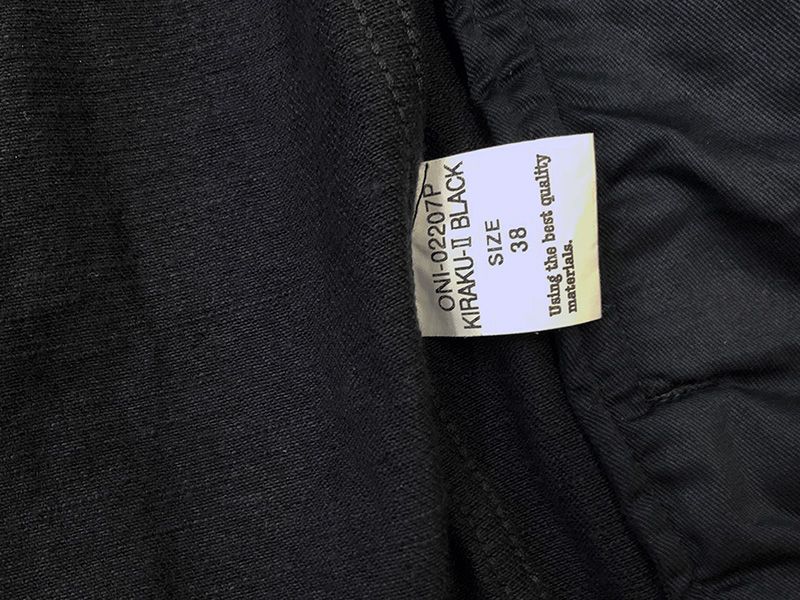 ONI-02207P
KIRAKU-II BLACK
SIZE
38
Using the best quality
materials.